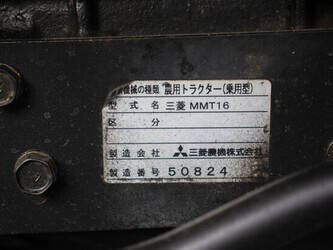 機械の種類 農用トラクター(乗用型)
型式名 三菱 MMT16
区分
製造会社 三菱農機株式会社
製造番号 50824